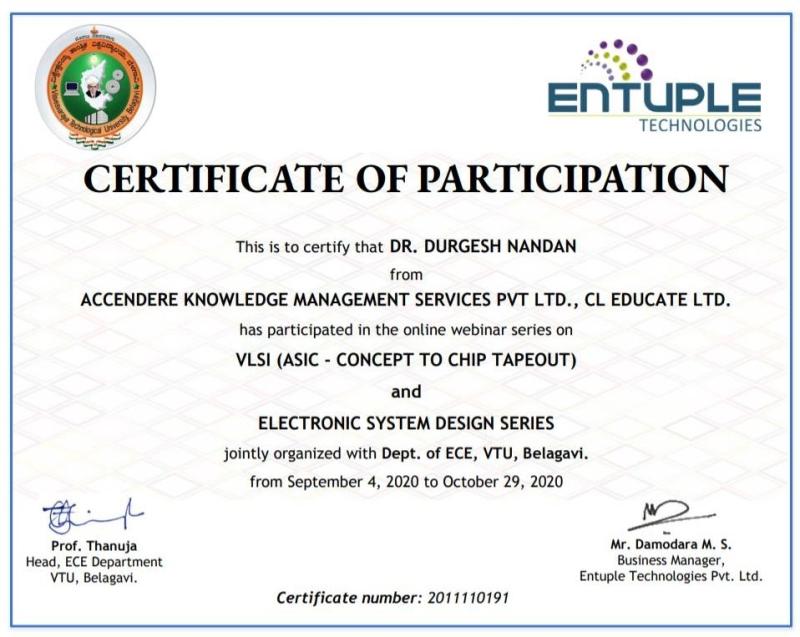 Visvesvaraya Technological University, Belagavi
ENTUPLE
TECHNOLOGIES
CERTIFICATE OF PARTICIPATION
This is to certify that DR. DURGESH NANDAN
from
ACCENDERE KNOWLEDGE MANAGEMENT SERVICES PVT LTD., CL EDUCATE LTD.
has participated in the online webinar series on
VLSI (ASIC - CONCEPT TO CHIP TAPEOUT)
and
ELECTRONIC SYSTEM DESIGN SERIES
jointly organized with Dept. of ECE, VTU, Belagavi.
from September 4, 2020 to October 29, 2020
Prof. Thanuja
Head, ECE Department
VTU, Belagavi.
Mr. Damodara M. S.
Business Manager,
Entuple Technologies Pvt. Ltd.
Certificate number: 2011110191